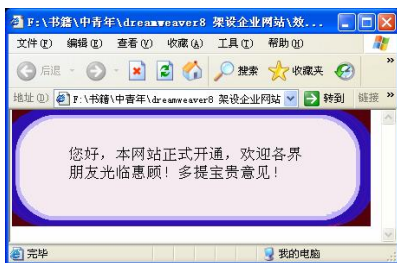 F:\书籍\中青年\dreamweaver8 架设企业网站\效...
文件(F) 编辑(E) 查看(V) 收藏(A) 工具(T) 帮助(H)
后退 搜索 收藏夹
地址(D) F:\书籍\中青年\dreamweaver8 架设企业网站 转到 链接
您好，本网站正式开通，欢迎各界
朋友光临惠顾！多提宝贵意见！
完毕 我的电脑